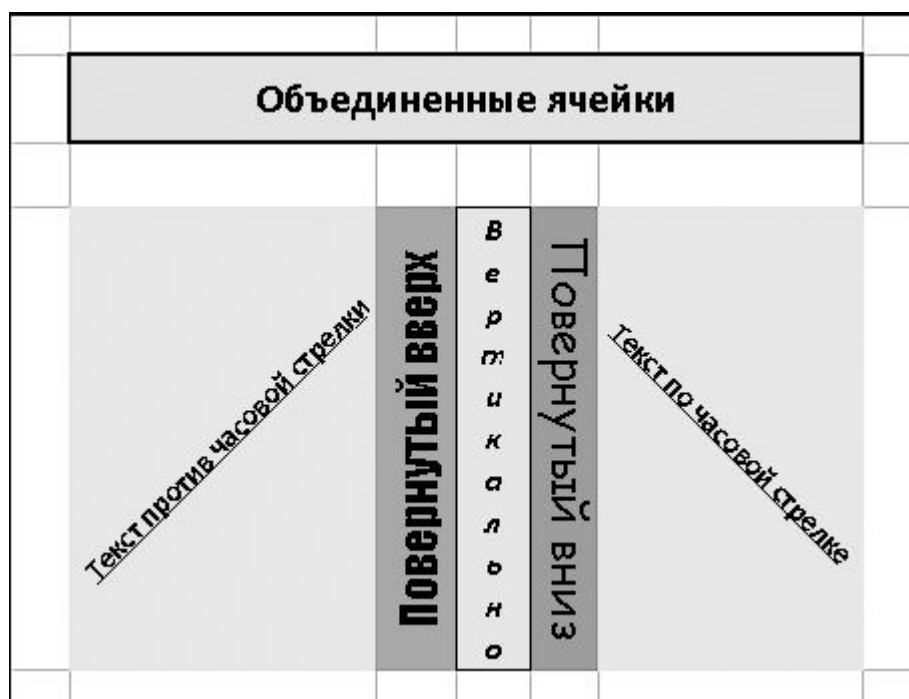 Объединенные ячейки
Текст против часовой стрелки
Повернутый вверх
Вертикально
Повернутый вниз
Текст по часовой стрелке